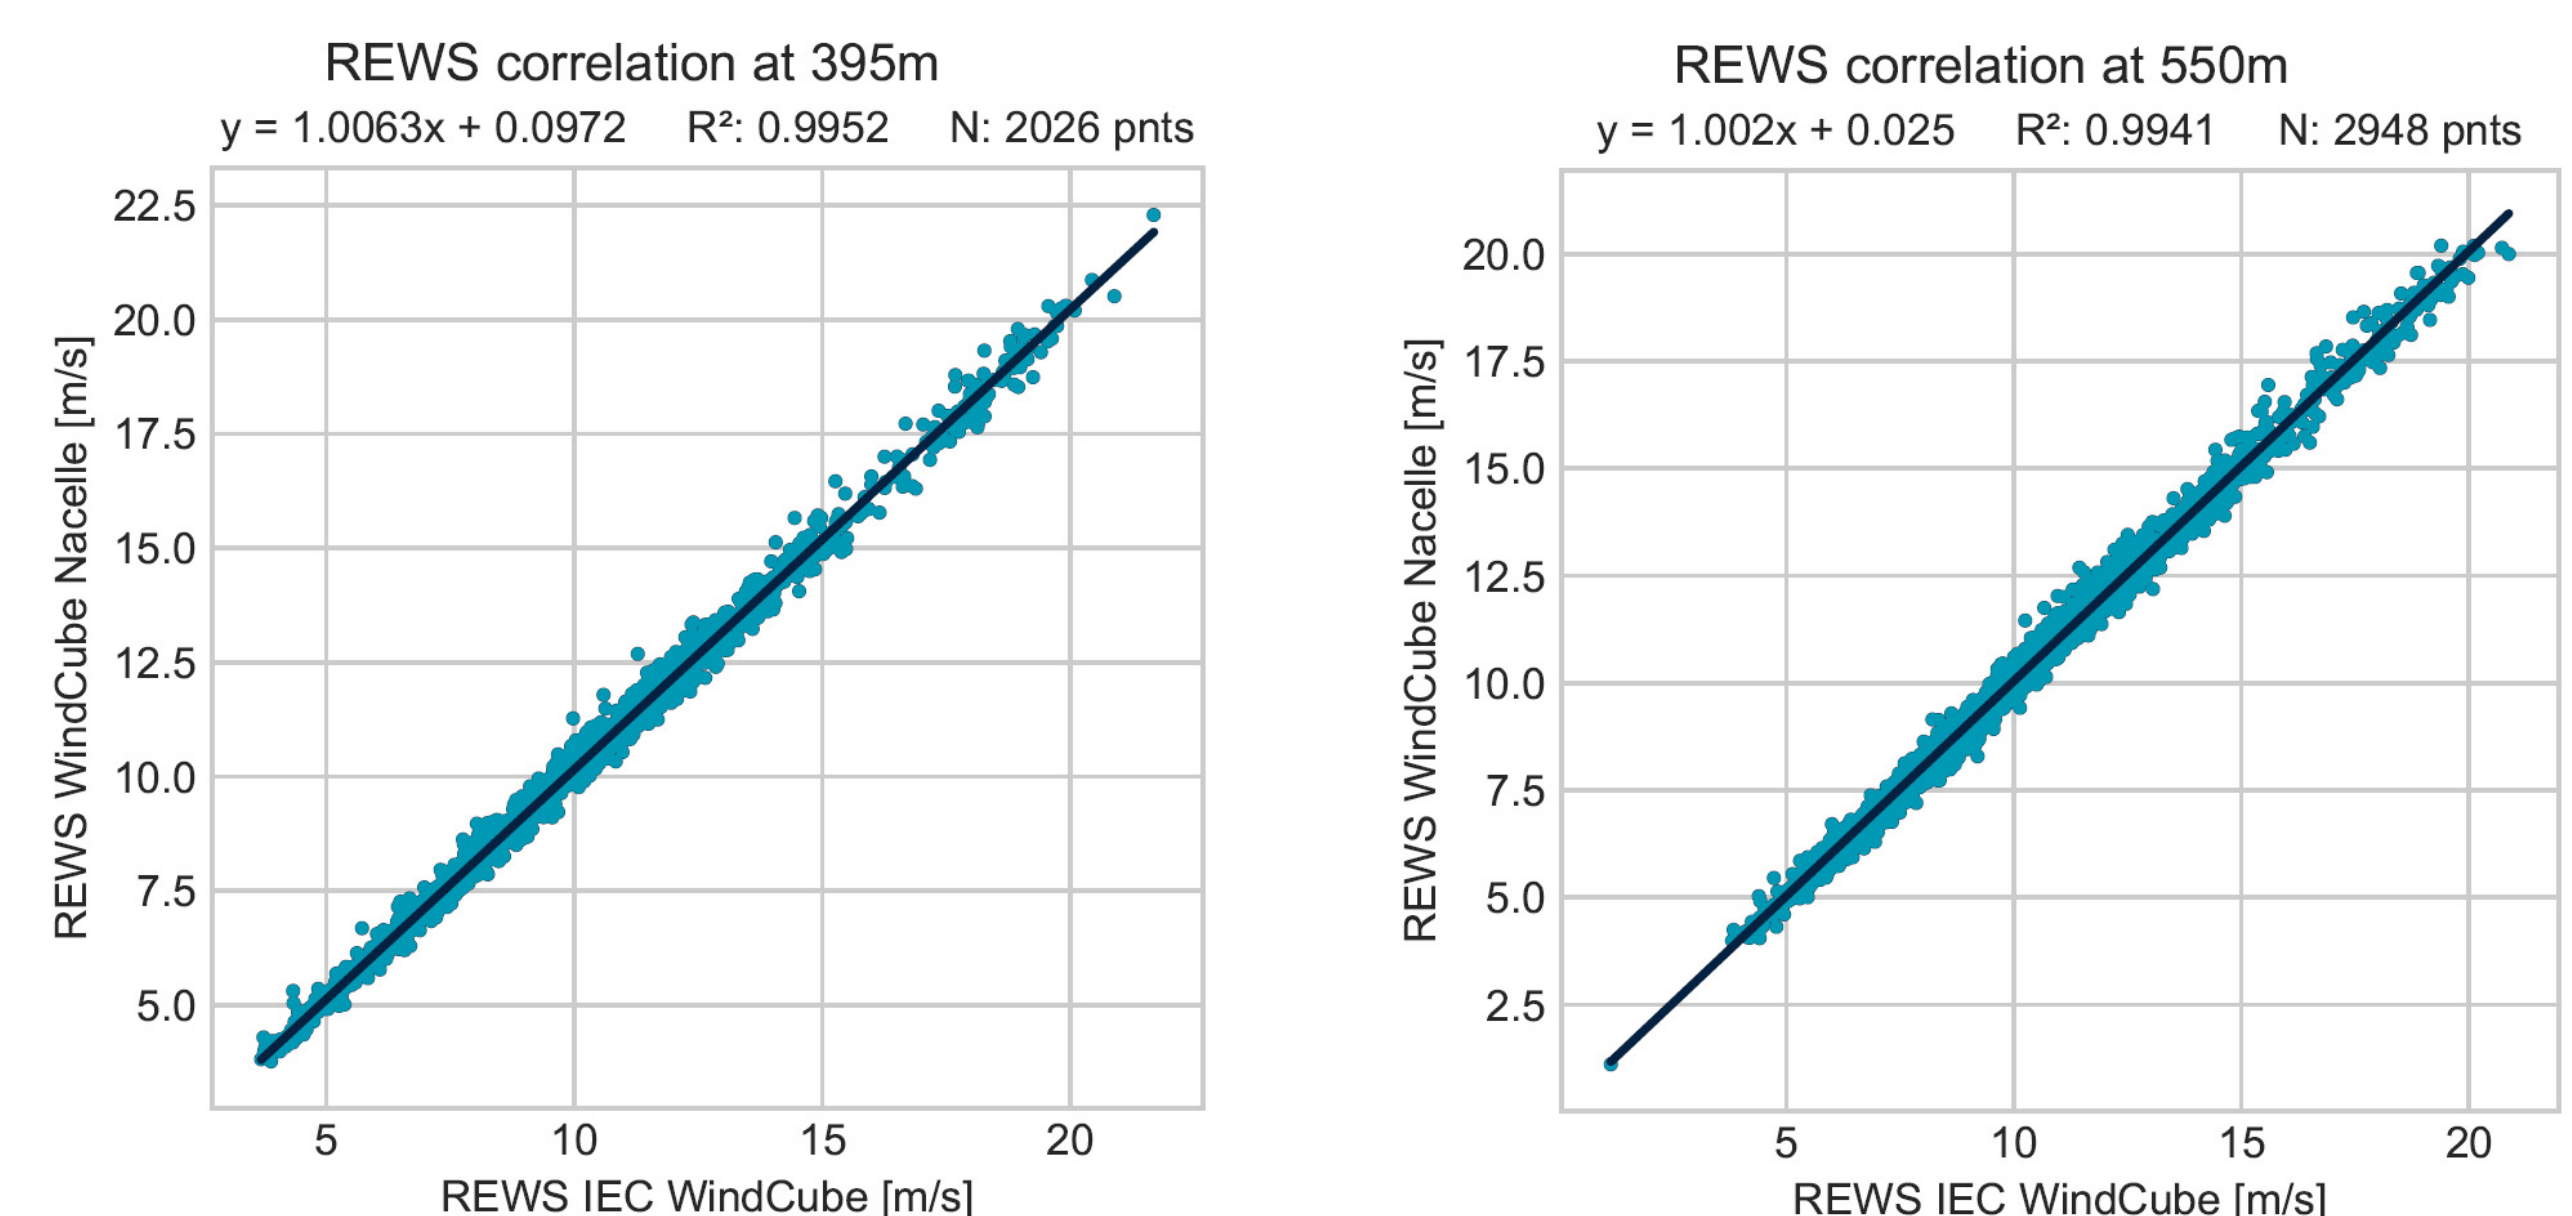 REWS correlation at 395m
y = 1.0063x + 0.0972 R²: 0.9952 N: 2026 pnts
22.5
20.0
17.5
15.0
12.5
10.0
7.5
5.0
REWS WindCube Nacelle [m/s]
5 10 15 20
REWS IEC WindCube [m/s]
REWS correlation at 550m
y = 1.002x + 0.025 R²: 0.9941 N: 2948 pnts
20.0
17.5
15.0
12.5
10.0
7.5
5.0
2.5
REWS WindCube Nacelle [m/s]
5 10 15 20
REWS IEC WindCube [m/s]